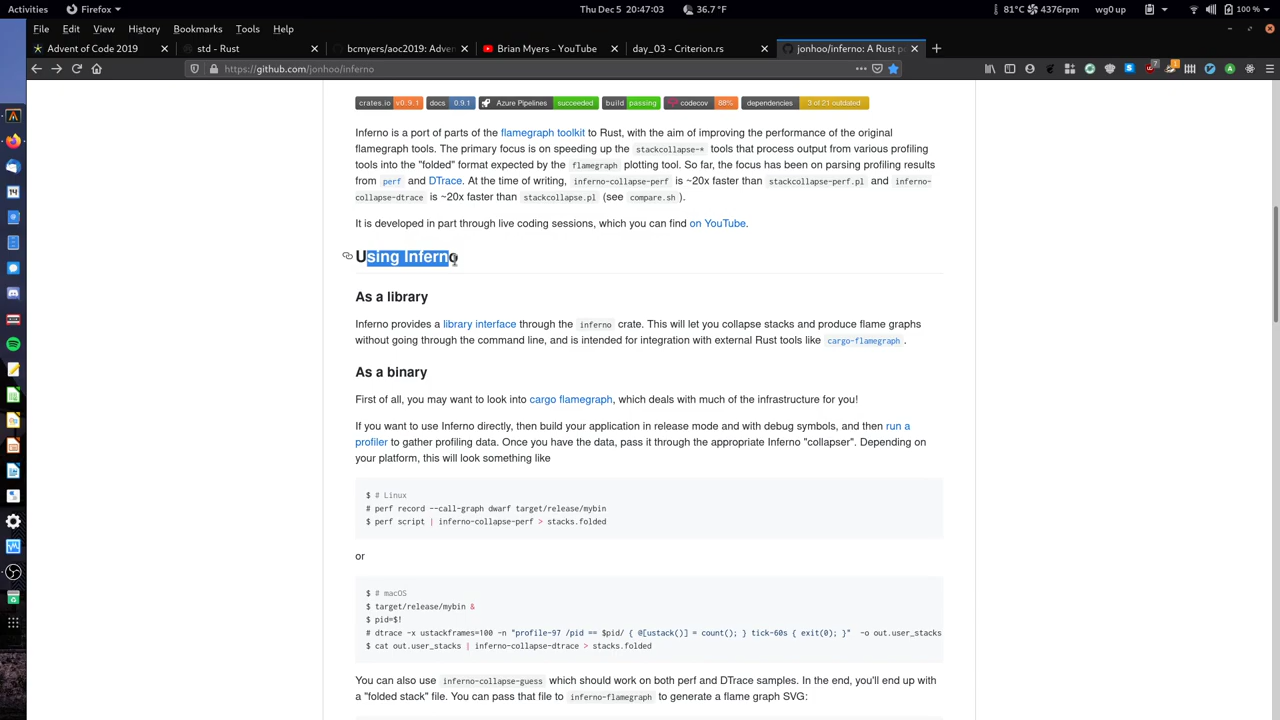 Activities Firefox Thu Dec 5 20:47:03 36.7 °F 81°C 4376rpm wg0 up 100 %
File Edit View History Bookmarks Tools Help
Advent of Code 2019 std - Rust bcmyers/aoc2019: Adven Brian Myers - YouTube day_03 - Criterion.rs jonhoo/inferno: A Rust p
https://github.com/jonhoo/inferno
crates.io v0.9.1 docs 0.9.1 Azure Pipelines succeeded build passing codecov 88% dependencies 3 of 21 outdated
Inferno is a port of parts of the flamegraph toolkit to Rust, with the aim of improving the performance of the original
flamegraph tools. The primary focus is on speeding up the stackcollapse-* tools that process output from various profiling
tools into the "folded" format expected by the flamegraph plotting tool. So far, the focus has been on parsing profiling results
from perf and DTrace. At the time of writing, inferno-collapse-perf is ~20x faster than stackcollapse-perf.pl and inferno-
collapse-dtrace is ~20x faster than stackcollapse.pl (see compare.sh ).
It is developed in part through live coding sessions, which you can find on YouTube.
Using Inferno
As a library
Inferno provides a library interface through the inferno crate. This will let you collapse stacks and produce flame graphs
without going through the command line, and is intended for integration with external Rust tools like cargo-flamegraph .
As a binary
First of all, you may want to look into cargo flamegraph, which deals with much of the infrastructure for you!
If you want to use Inferno directly, then build your application in release mode and with debug symbols, and then run a
profiler to gather profiling data. Once you have the data, pass it through the appropriate Inferno "collapser". Depending on
your platform, this will look something like
$ # Linux
# perf record --call-graph dwarf target/release/mybin
$ perf script | inferno-collapse-perf > stacks.folded
or
$ # macOS
$ target/release/mybin &
$ pid=$!
# dtrace -x ustackframes=100 -n "profile-97 /pid == $pid/ { @[ustack()] = count(); } tick-60s { exit(0); }" -o out.user_stacks
$ cat out.user_stacks | inferno-collapse-dtrace > stacks.folded
You can also use inferno-collapse-guess which should work on both perf and DTrace samples. In the end, you'll end up with
a "folded stack" file. You can pass that file to inferno-flamegraph to generate a flame graph SVG: